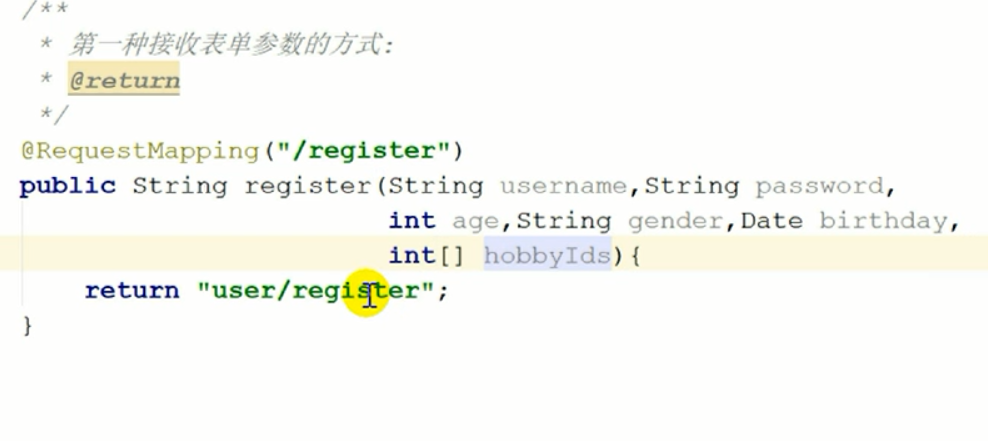 /**
* 第一种接收表单参数的方式:
* @return
*/
@RequestMapping("/register")
public String register(String username,String password,
int age,String gender,Date birthday,
int[] hobbyIds){
return "user/register";
}